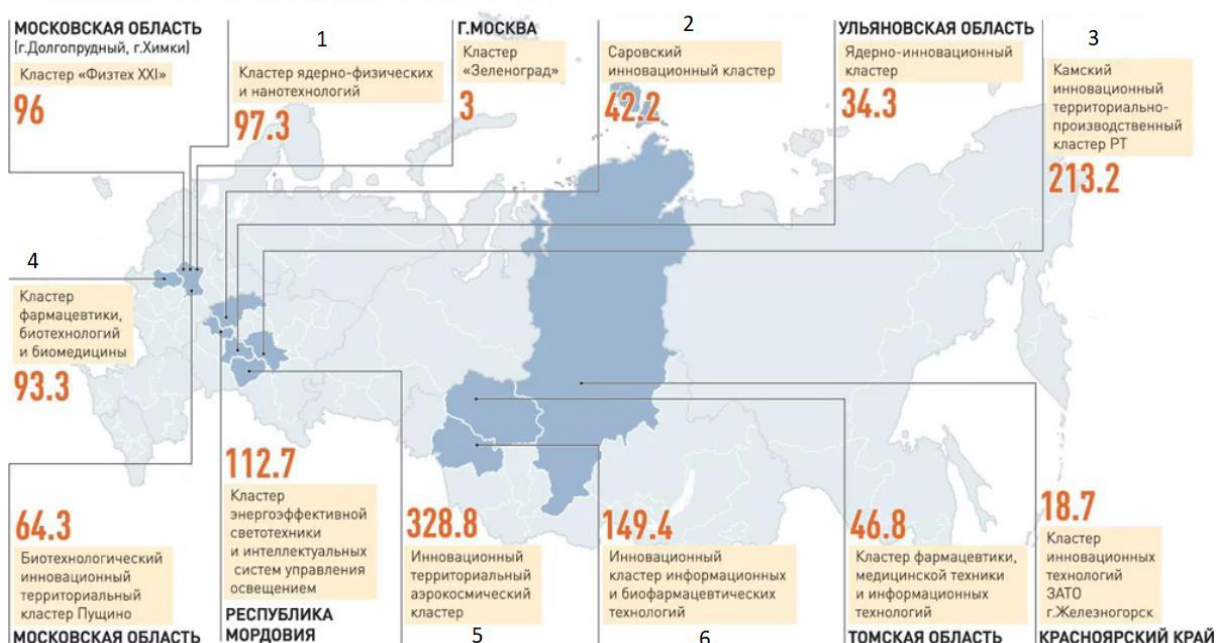 МОСКОВСКАЯ ОБЛАСТЬ
(г.Долгопрудный, г.Химки)
Кластер «Физтех XXI»
96
1
Кластер ядерно-физических
и нанотехнологий
97.3
Г.МОСКВА
Кластер
«Зеленоград»
3
2
Саровский
инновационный кластер
42.2
УЛЬЯНОВСКАЯ ОБЛАСТЬ
Ядерно-инновационный
кластер
34.3
3
Камский
инновационный
территориально-
производственный
кластер РТ
213.2
4
Кластер
фармацевтики,
биотехнологий
и биомедицины
93.3
64.3
Биотехнологический
инновационный
территориальный
кластер Пущино
МОСКОВСКАЯ ОБЛАСТЬ
112.7
Кластер
энергоэффективной
светотехники
и интеллектуальных
систем управления
освещением
РЕСПУБЛИКА
МОРДОВИЯ
328.8
Инновационный
территориальный
аэрокосмический
кластер
5
149.4
Инновационный
кластер информационных
и биофармацевтических
технологий
6
46.8
Кластер фармацевтики,
медицинской техники
и информационных
технологий
ТОМСКАЯ ОБЛАСТЬ
18.7
Кластер
инновационных
технологий
ЗАТО
г.Железногорск
КРАСНОЯРСКИЙ КРАЙ